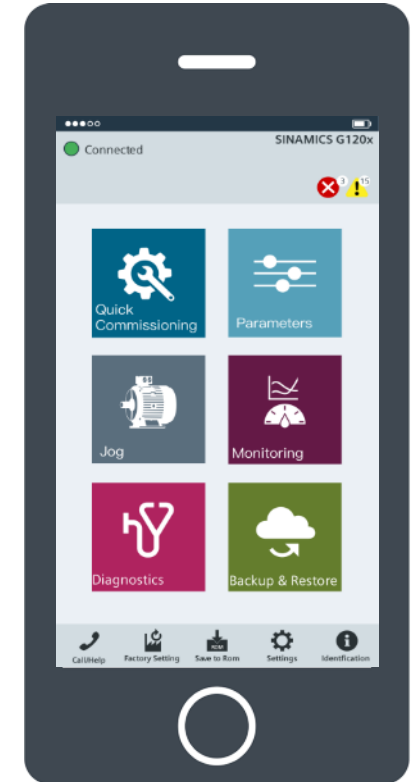 SINAMICS G120x
Connected
3
15
Quick
Commissioning
Parameters
Jog
Monitoring
Diagnostics
Backup & Restore
ROM
Call/Help
Factory Setting
Save to Rom
Settings
Identification